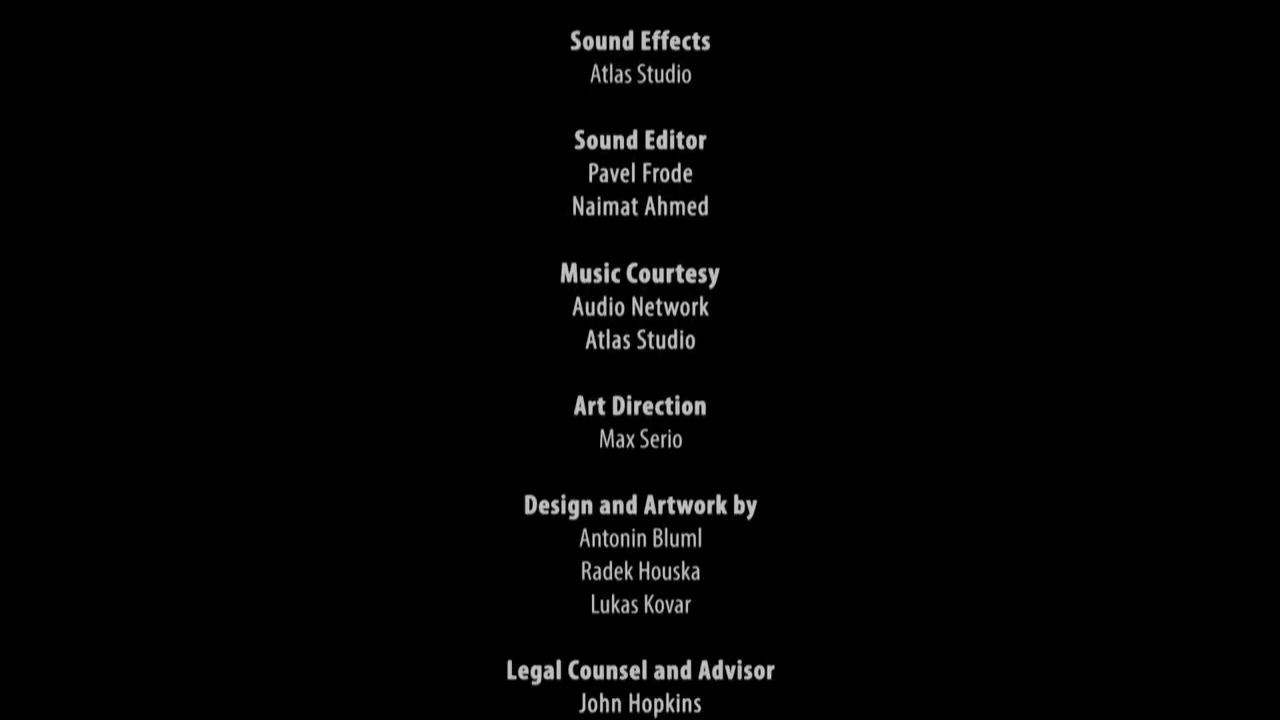 Sound Effects
Atlas Studio
Sound Editor
Pavel Frode
Naimat Ahmed
Music Courtesy
Audio Network
Atlas Studio
Art Direction
Max Serio
Design and Artwork by
Antonin Bluml
Radek Houska
Lukas Kovar
Legal Counsel and Advisor
John Hopkins